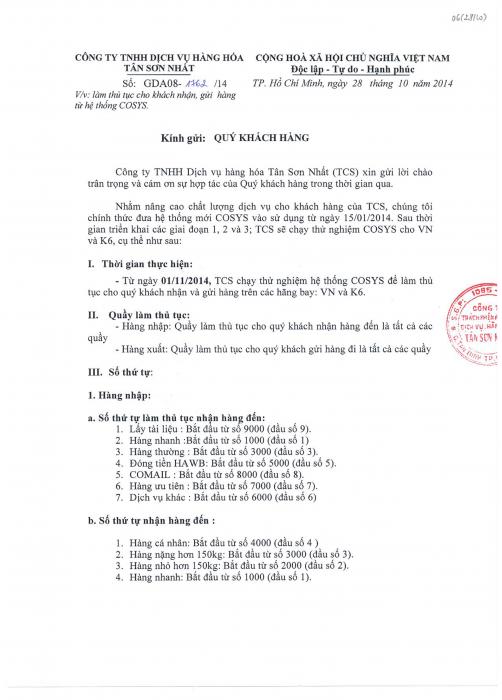 06(28/10)
CÔNG TY TNHH DỊCH VỤ HÀNG HÓA
TÂN SƠN NHẤT
CỘNG HOÀ XÃ HỘI CHỦ NGHĨA VIỆT NAM
Độc lập - Tự do - Hạnh phúc
Số: GDA08- 1762 /14
TP. Hồ Chí Minh, ngày 28 tháng 10 năm 2014
V/v: làm thủ tục cho khách nhận, gửi hàng
từ hệ thống COSYS.
Kính gửi: QUÝ KHÁCH HÀNG
Công ty TNHH Dịch vụ hàng hóa Tân Sơn Nhất (TCS) xin gửi lời chào
trân trọng và cám ơn sự hợp tác của Quý khách hàng trong thời gian qua.
Nhằm nâng cao chất lượng dịch vụ cho khách hàng của TCS, chúng tôi
chính thức đưa hệ thống mới COSYS vào sử dụng từ ngày 15/01/2014. Sau thời
gian triển khai các giai đoạn 1, 2 và 3; TCS sẽ chạy thử nghiệm COSYS cho VN
và K6, cụ thể như sau:
I. Thời gian thực hiện:
- Từ ngày 01/11/2014, TCS chạy thử nghiệm hệ thống COSYS để làm thủ
tục cho quý khách nhận và gửi hàng trên các hãng bay: VN và K6.
II. Quầy làm thủ tục:
- Hàng nhập: Quầy làm thủ tục cho quý khách nhận hàng đến là tất cả các
quầy
- Hàng xuất: Quầy làm thủ tục cho quý khách gửi hàng đi là tất cả các quầy
III. Số thứ tự:
1. Hàng nhập:
a. Số thứ tự làm thủ tục nhận hàng đến:
1. Lấy tài liệu : Bắt đầu từ số 9000 (đầu số 9).
2. Hàng nhanh :Bắt đầu từ số 1000 (đầu số 1)
3. Hàng thường : Bắt đầu từ số 3000 (đầu số 3).
4. Đóng tiền HAWB: Bắt đầu từ số 5000 (đầu số 5).
5. COMAIL : Bắt đầu từ số 8000 (đầu số 8).
6. Hàng ưu tiên : Bắt đầu từ số 7000 (đầu số 7).
7. Dịch vụ khác : Bắt đầu từ số 6000 (đầu số 6)
b. Số thứ tự nhận hàng đến :
1. Hàng cá nhân: Bắt đầu từ số 4000 (đầu số 4 )
2. Hàng nặng hơn 150kg: Bắt đầu từ số 3000 (đầu số 3).
3. Hàng nhỏ hơn 150kg: Bắt đầu từ số 2000 (đầu số 2).
4. Hàng nhanh: Bắt đầu từ số 1000 (đầu số 1).
CÔNG T
TRÁCH NHIỆM
DỊCH VỤ HÀN
TÂN SƠN N